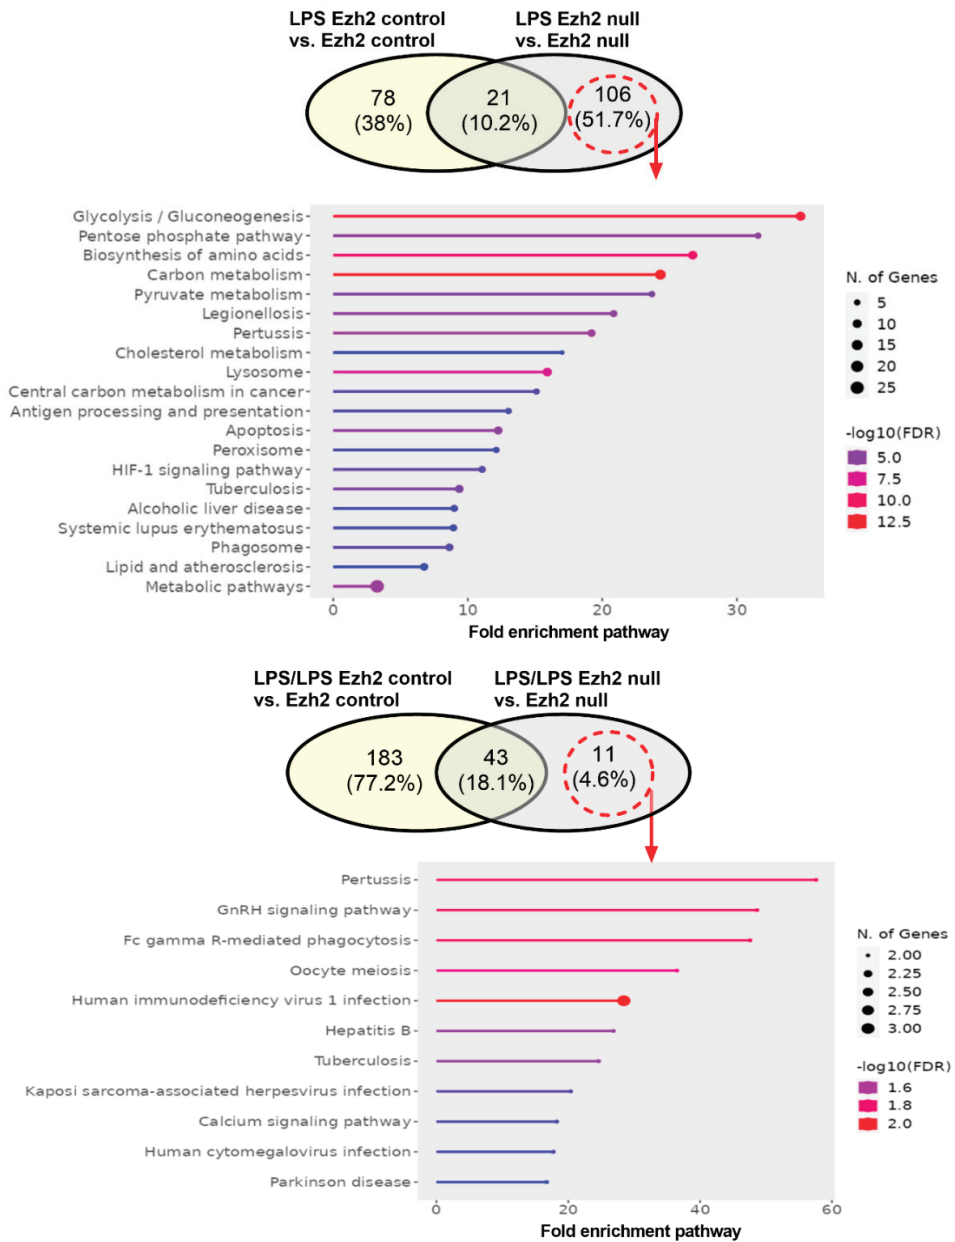 LPS Ezh2 control
vs. Ezh2 control
LPS Ezh2 null
vs. Ezh2 null
78
(38%)
21
(10.2%)
106
(51.7%)
Glycolysis / Gluconeogenesis
Pentose phosphate pathway
Biosynthesis of amino acids
Carbon metabolism
Pyruvate metabolism
Legionellosis
Pertussis
Cholesterol metabolism
Lysosome
Central carbon metabolism in cancer
Antigen processing and presentation
Apoptosis
Peroxisome
HIF-1 signaling pathway
Tuberculosis
Alcoholic liver disease
Systemic lupus erythematosus
Phagosome
Lipid and atherosclerosis
Metabolic pathways
0 10 20 30
Fold enrichment pathway
N. of Genes
5
10
15
20
25
-log10(FDR)
5.0
7.5
10.0
12.5
LPS/LPS Ezh2 control
vs. Ezh2 control
LPS/LPS Ezh2 null
vs. Ezh2 null
183
(77.2%)
43
(18.1%)
11
(4.6%)
Pertussis
GnRH signaling pathway
Fc gamma R-mediated phagocytosis
Oocyte meiosis
Human immunodeficiency virus 1 infection
Hepatitis B
Tuberculosis
Kaposi sarcoma-associated herpesvirus infection
Calcium signaling pathway
Human cytomegalovirus infection
Parkinson disease
0 20 40 60
Fold enrichment pathway
N. of Genes
2.00
2.25
2.50
2.75
3.00
-log10(FDR)
1.6
1.8
2.0